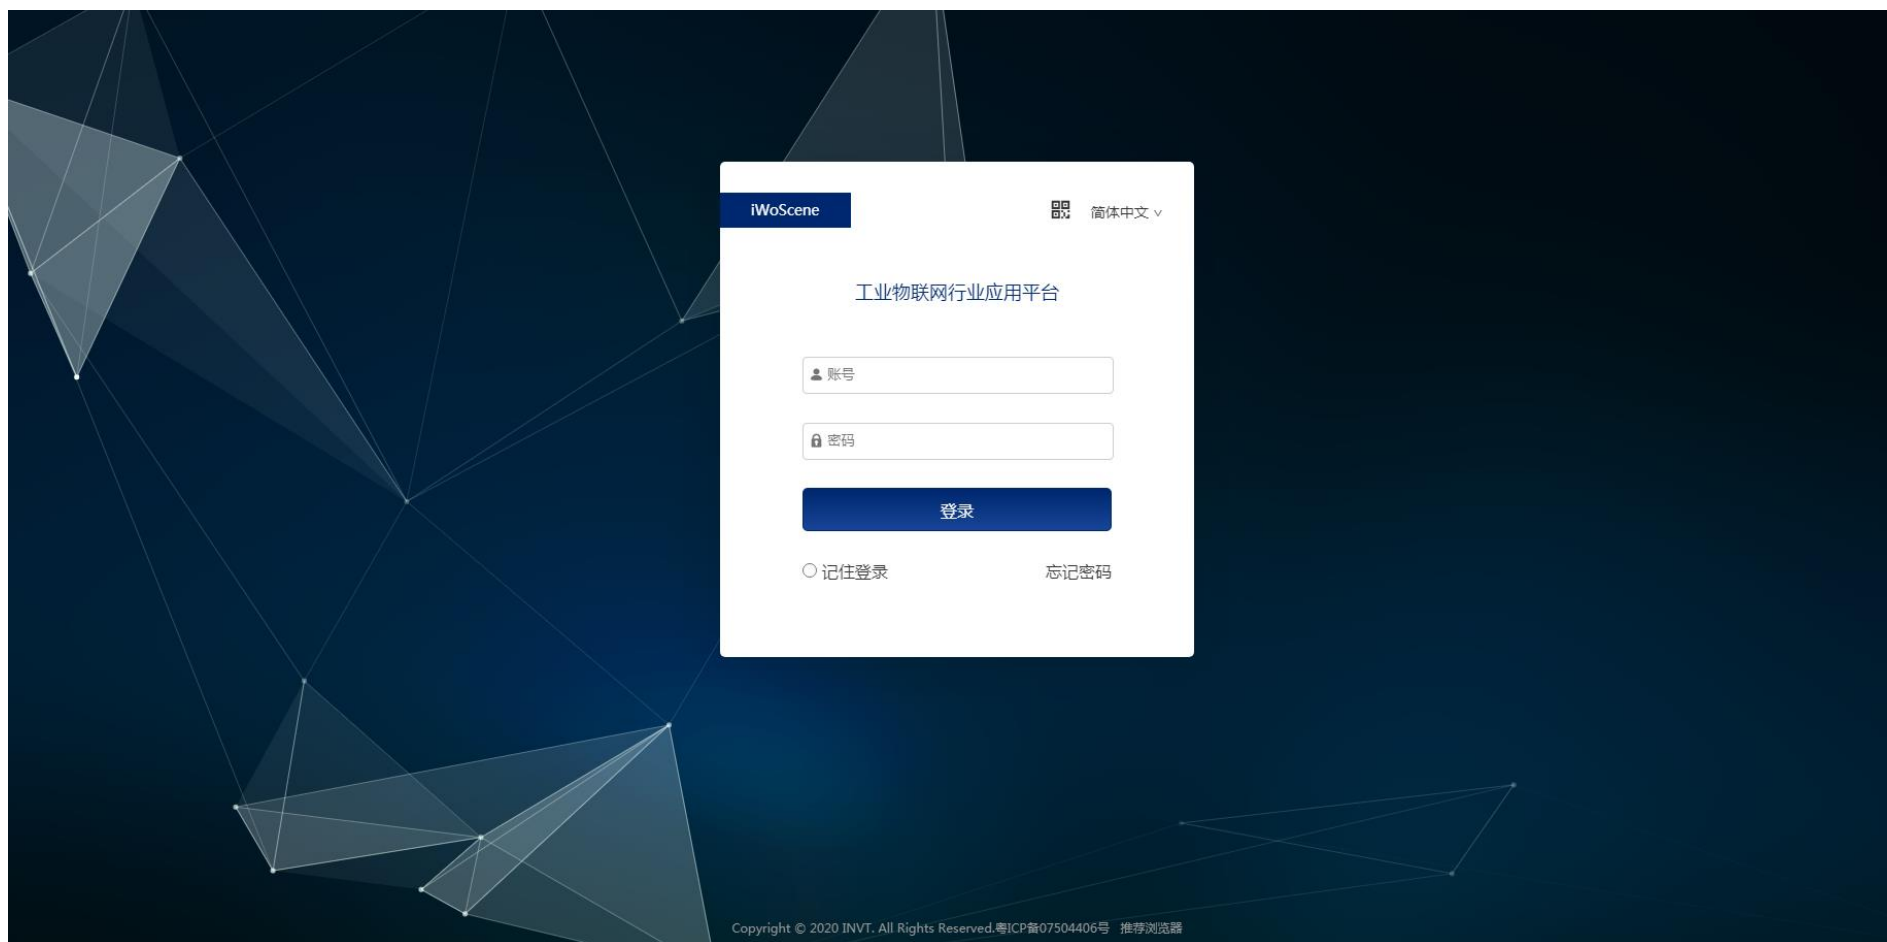 iWoScene
简体中文
工业物联网行业应用平台
账号
密码
登录
记住登录 忘记密码
Copyright © 2020 INVT. All Rights Reserved.粤ICP备07504406号 推荐浏览器